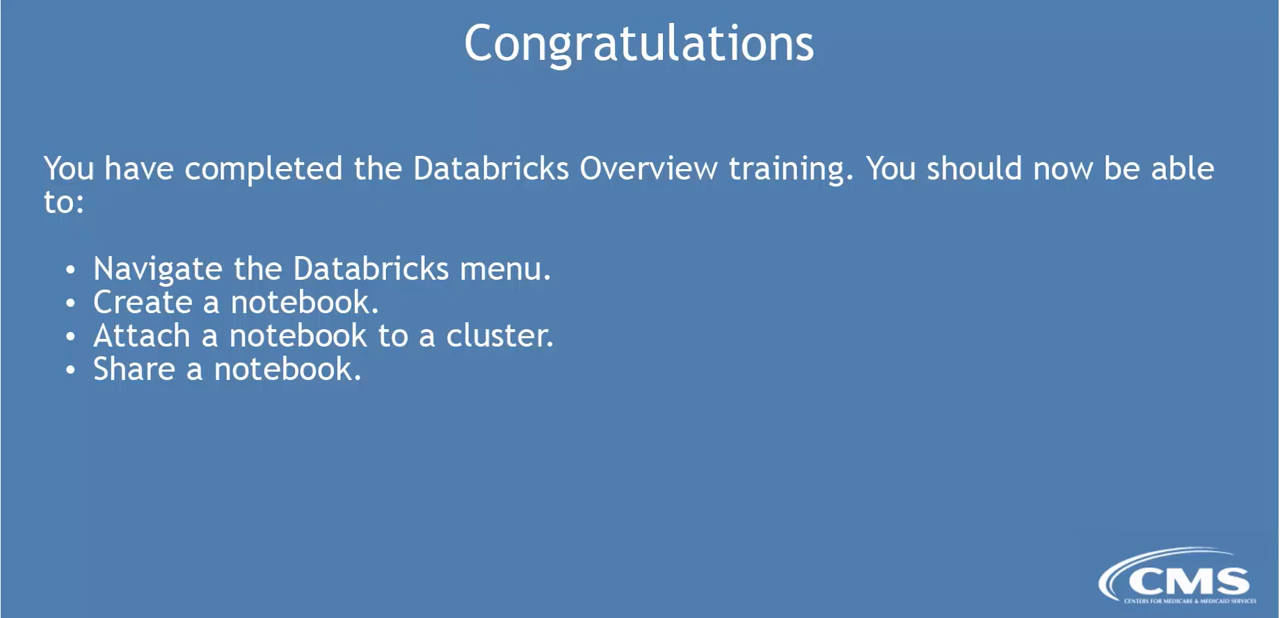 Congratulations
You have completed the Databricks Overview training. You should now be able
to:
• Navigate the Databricks menu.
• Create a notebook.
• Attach a notebook to a cluster.
• Share a notebook.
CMS
CENTERS FOR MEDICARE & MEDICAID SERVICES